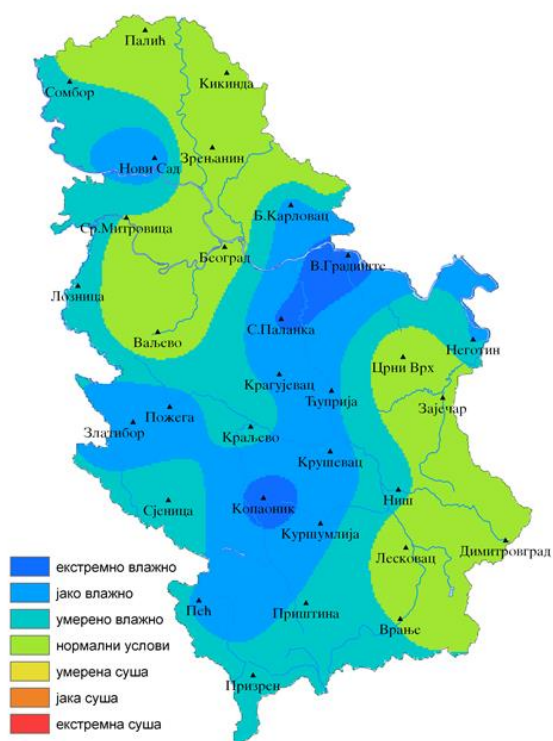 Палић
Кикинда
Сомбор
Зрењанин
Нови Сад
Б.Карловац
Ср.Митровица
Београд
В.Градиште
Лозница
С.Паланка
Ваљево
Неготин
Црни Врх
Крагујевац
Ћуприја
Зајечар
Пожега
Златибор
Краљево
Крушевац
Ниш
Сјеница
Копаоник
Куршумлија
Димитровград
Лесковац
екстремно влажно
јако влажно
Пећ
Приштина
умерено влажно
Врање
нормални услови
умерена суша
Призрен
јака суша
екстремна суша